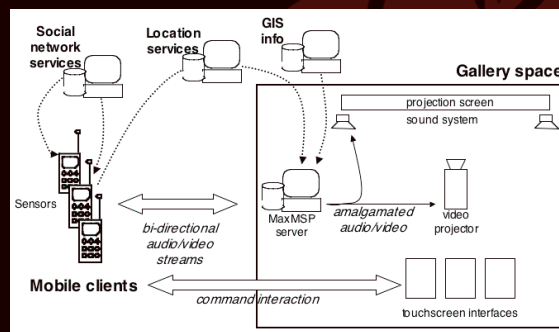 Social
network
services
Location
services
GIS
info
Gallery space
projection screen
sound system
Sensors
MaxMSP
server
amalgamated
audio/video
video
projector
bi-directional
audio/video
streams
Mobile clients
command interaction
touchscreen interfaces